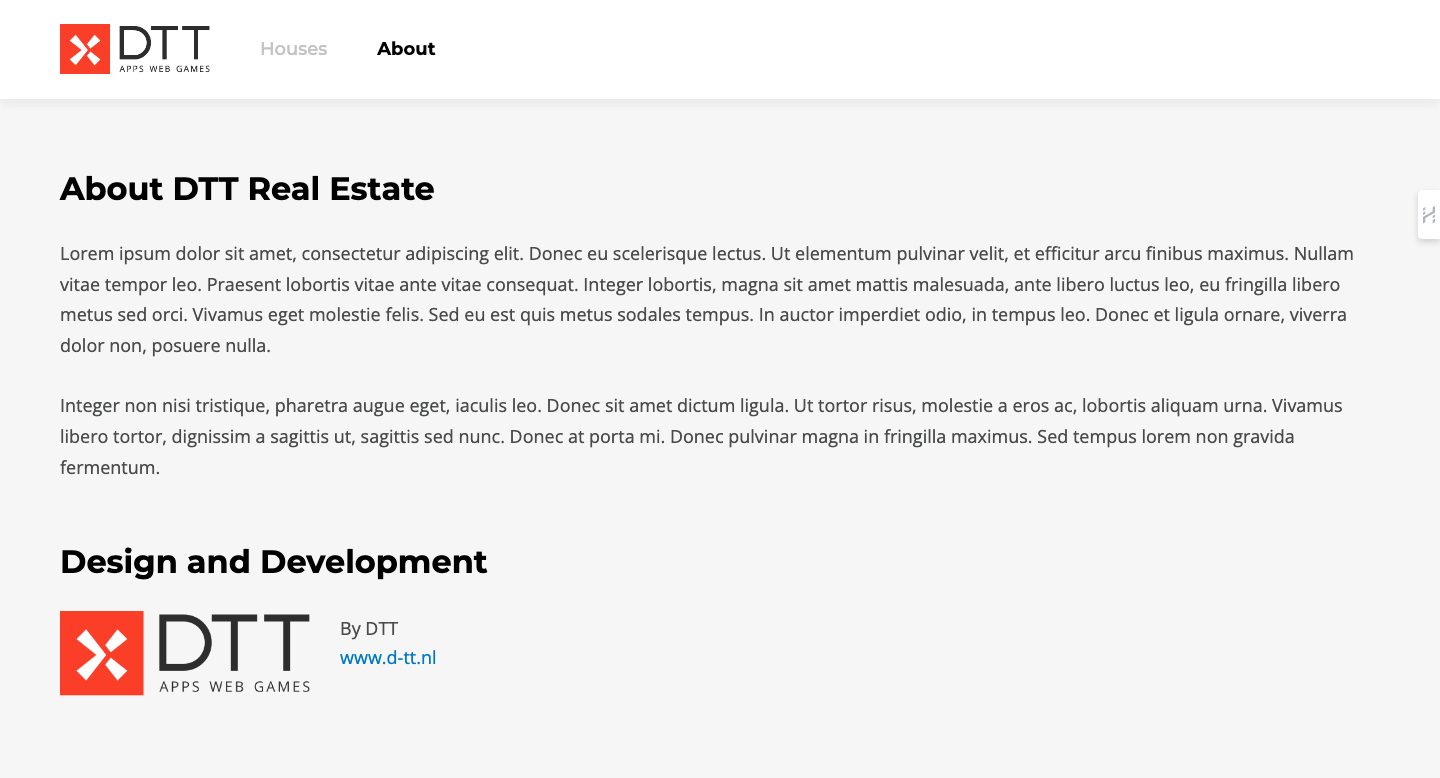 DTT
APPS WEB GAMES
Houses
About
About DTT Real Estate
Lorem ipsum dolor sit amet, consectetur adipiscing elit. Donec eu scelerisque lectus. Ut elementum pulvinar velit, et efficitur arcu finibus maximus. Nullam
vitae tempor leo. Praesent lobortis vitae ante vitae consequat. Integer lobortis, magna sit amet mattis malesuada, ante libero luctus leo, eu fringilla libero
metus sed orci. Vivamus eget molestie felis. Sed eu est quis metus sodales tempus. In auctor imperdiet odio, in tempus leo. Donec et ligula ornare, viverra
dolor non, posuere nulla.
Integer non nisi tristique, pharetra augue eget, iaculis leo. Donec sit amet dictum ligula. Ut tortor risus, molestie a eros ac, lobortis aliquam urna. Vivamus
libero tortor, dignissim a sagittis ut, sagittis sed nunc. Donec at porta mi. Donec pulvinar magna in fringilla maximus. Sed tempus lorem non gravida
fermentum.
Design and Development
DTT
APPS WEB GAMES
By DTT
www.d-tt.nl